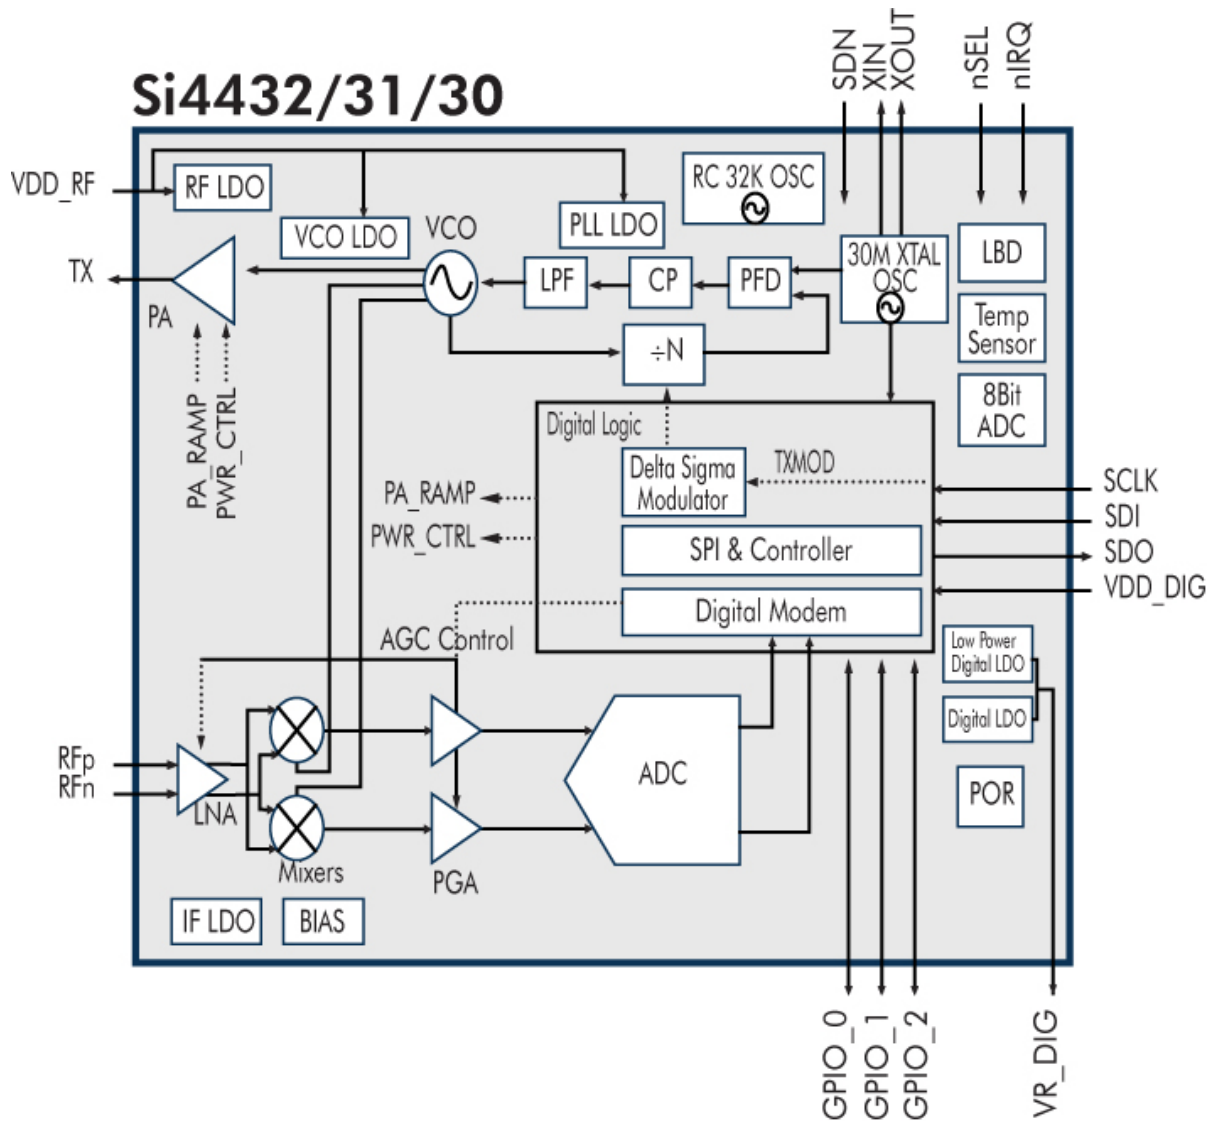 Si4432/31/30
SDN
XIN
XOUT
nSEL
nIRQ
VDD_RF
RF LDO
VCO LDO
VCO
PLL LDO
RC 32K OSC
TX
PA
LPF
CP
PFD
30M XTAL
OSC
LBD
÷N
Temp
Sensor
8Bit
ADC
PA_RAMP
PWR_CTRL
Digital Logic
Delta Sigma
Modulator
TXMOD
PA_RAMP
PWR_CTRL
SPI & Controller
Digital Modem
SCLK
SDI
SDO
VDD_DIG
AGC Control
Low Power
Digital LDO
Digital LDO
RFp
RFn
LNA
Mixers
PGA
ADC
POR
IF LDO
BIAS
GPIO_0
GPIO_1
GPIO_2
VR_DIG